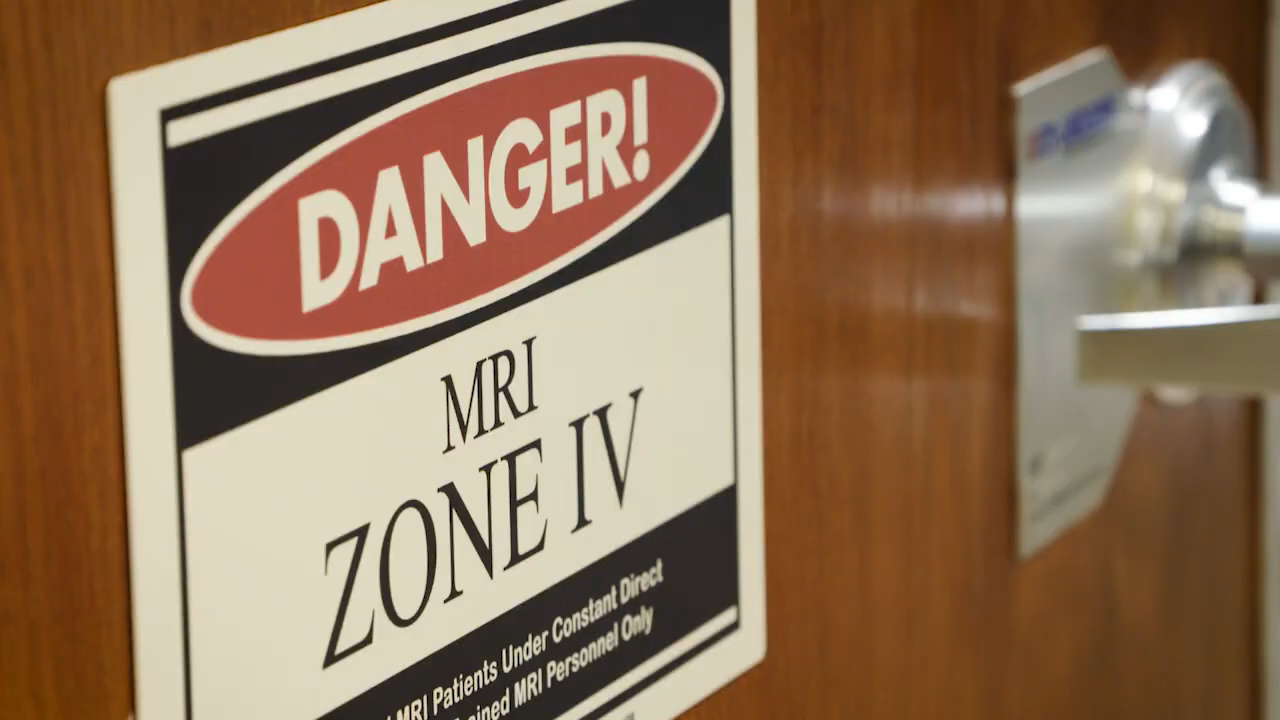 DANGER!
MRI
ZONE IV
MRI Patients Under Constant Direct
MRI Personnel Only